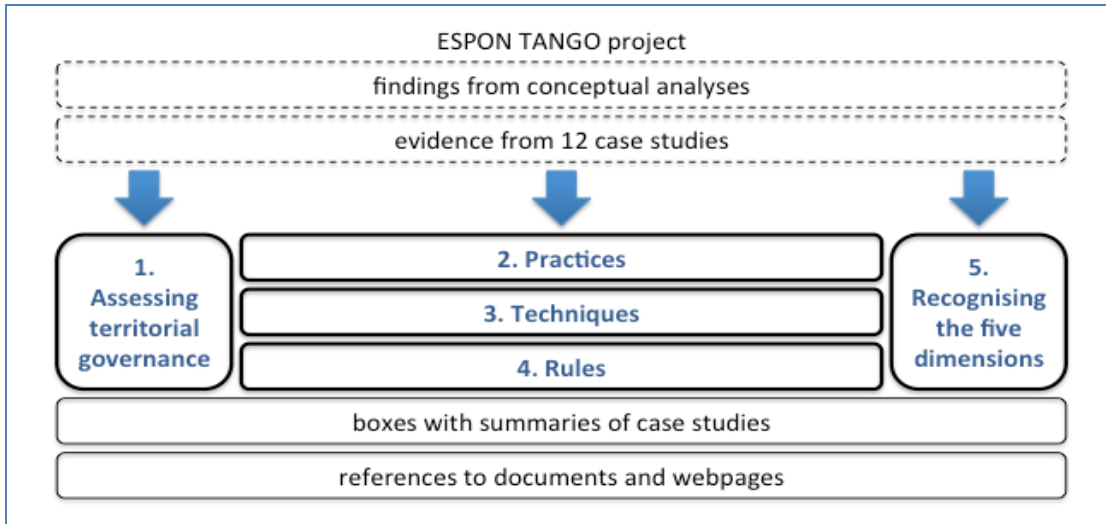 ESPON TANGO project
findings from conceptual analyses
evidence from 12 case studies
1.
Assessing
territorial
governance
2. Practices
3. Techniques
4. Rules
5.
Recognising
the five
dimensions
boxes with summaries of case studies
references to documents and webpages